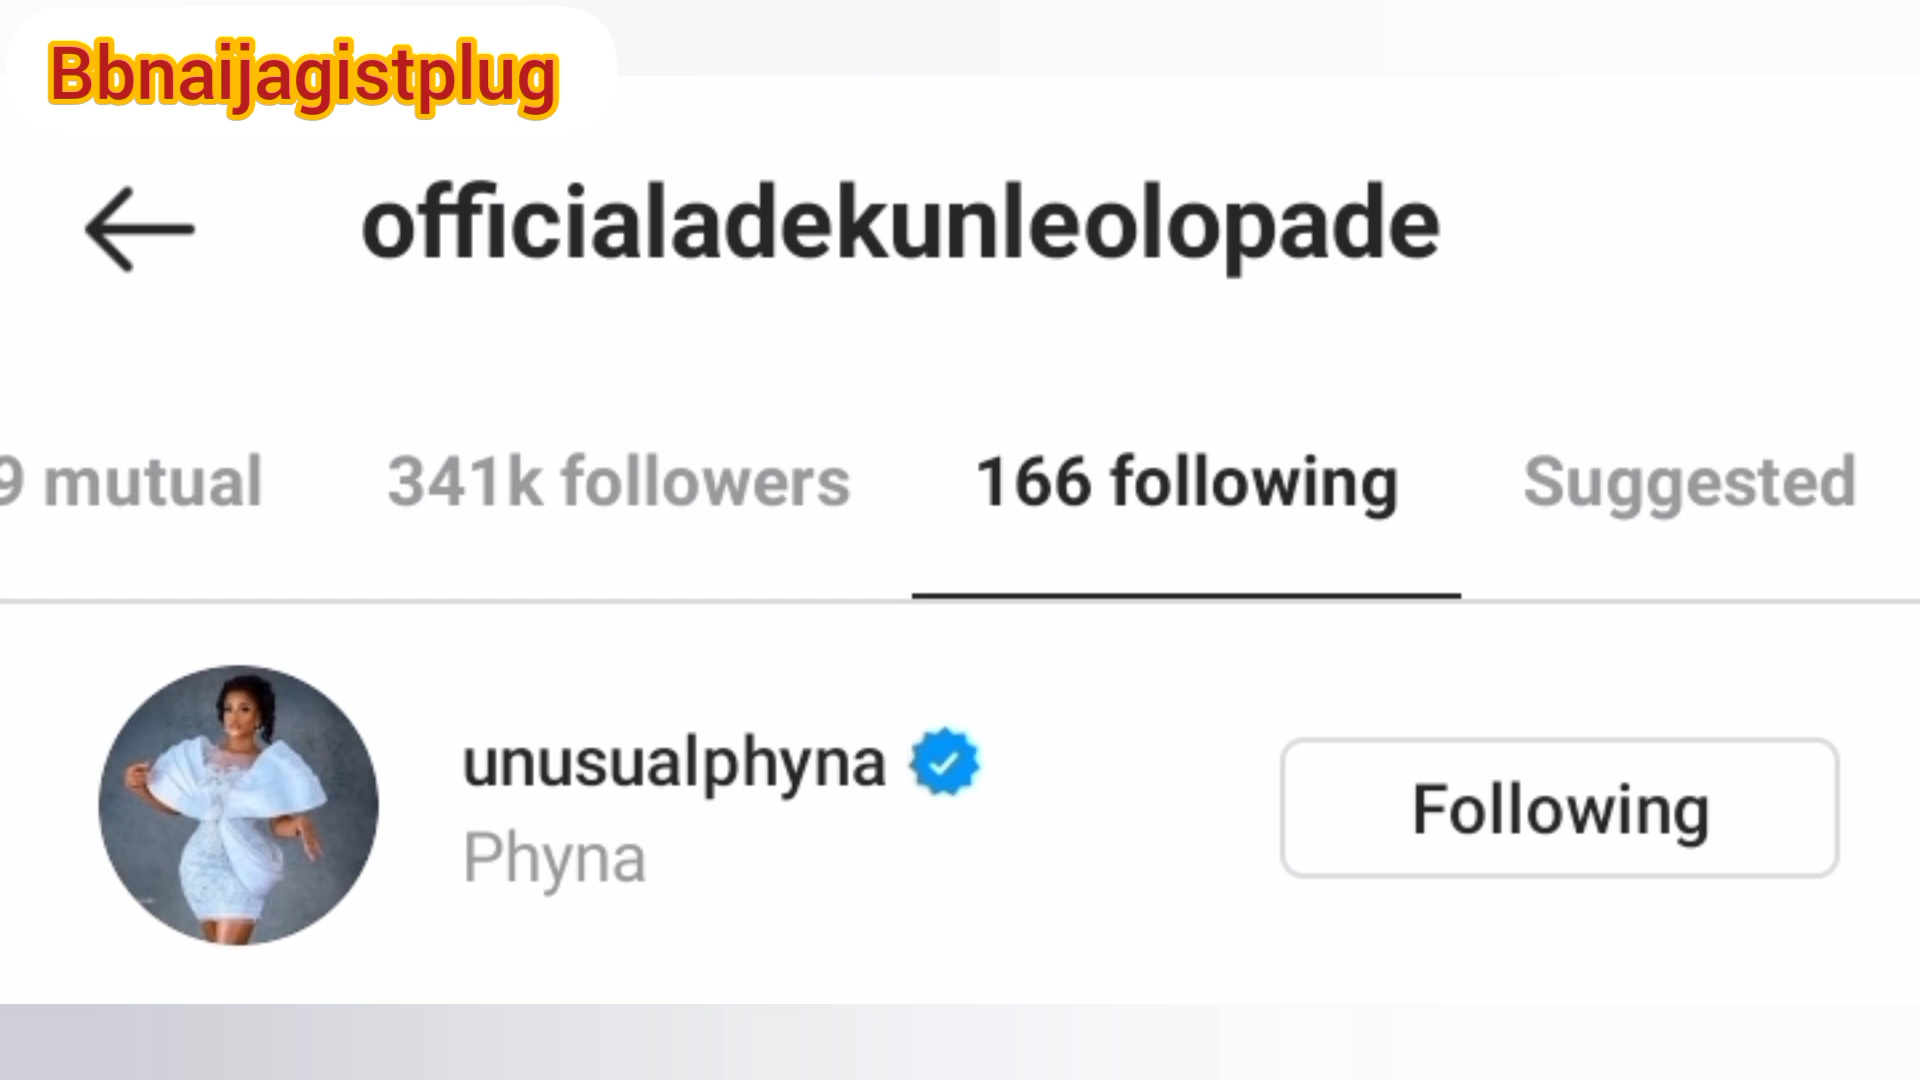 Bbnaijagistplug
officialadekunleolopade
9 mutual 341k followers 166 following Suggested
unusualphyna
Phyna
Following